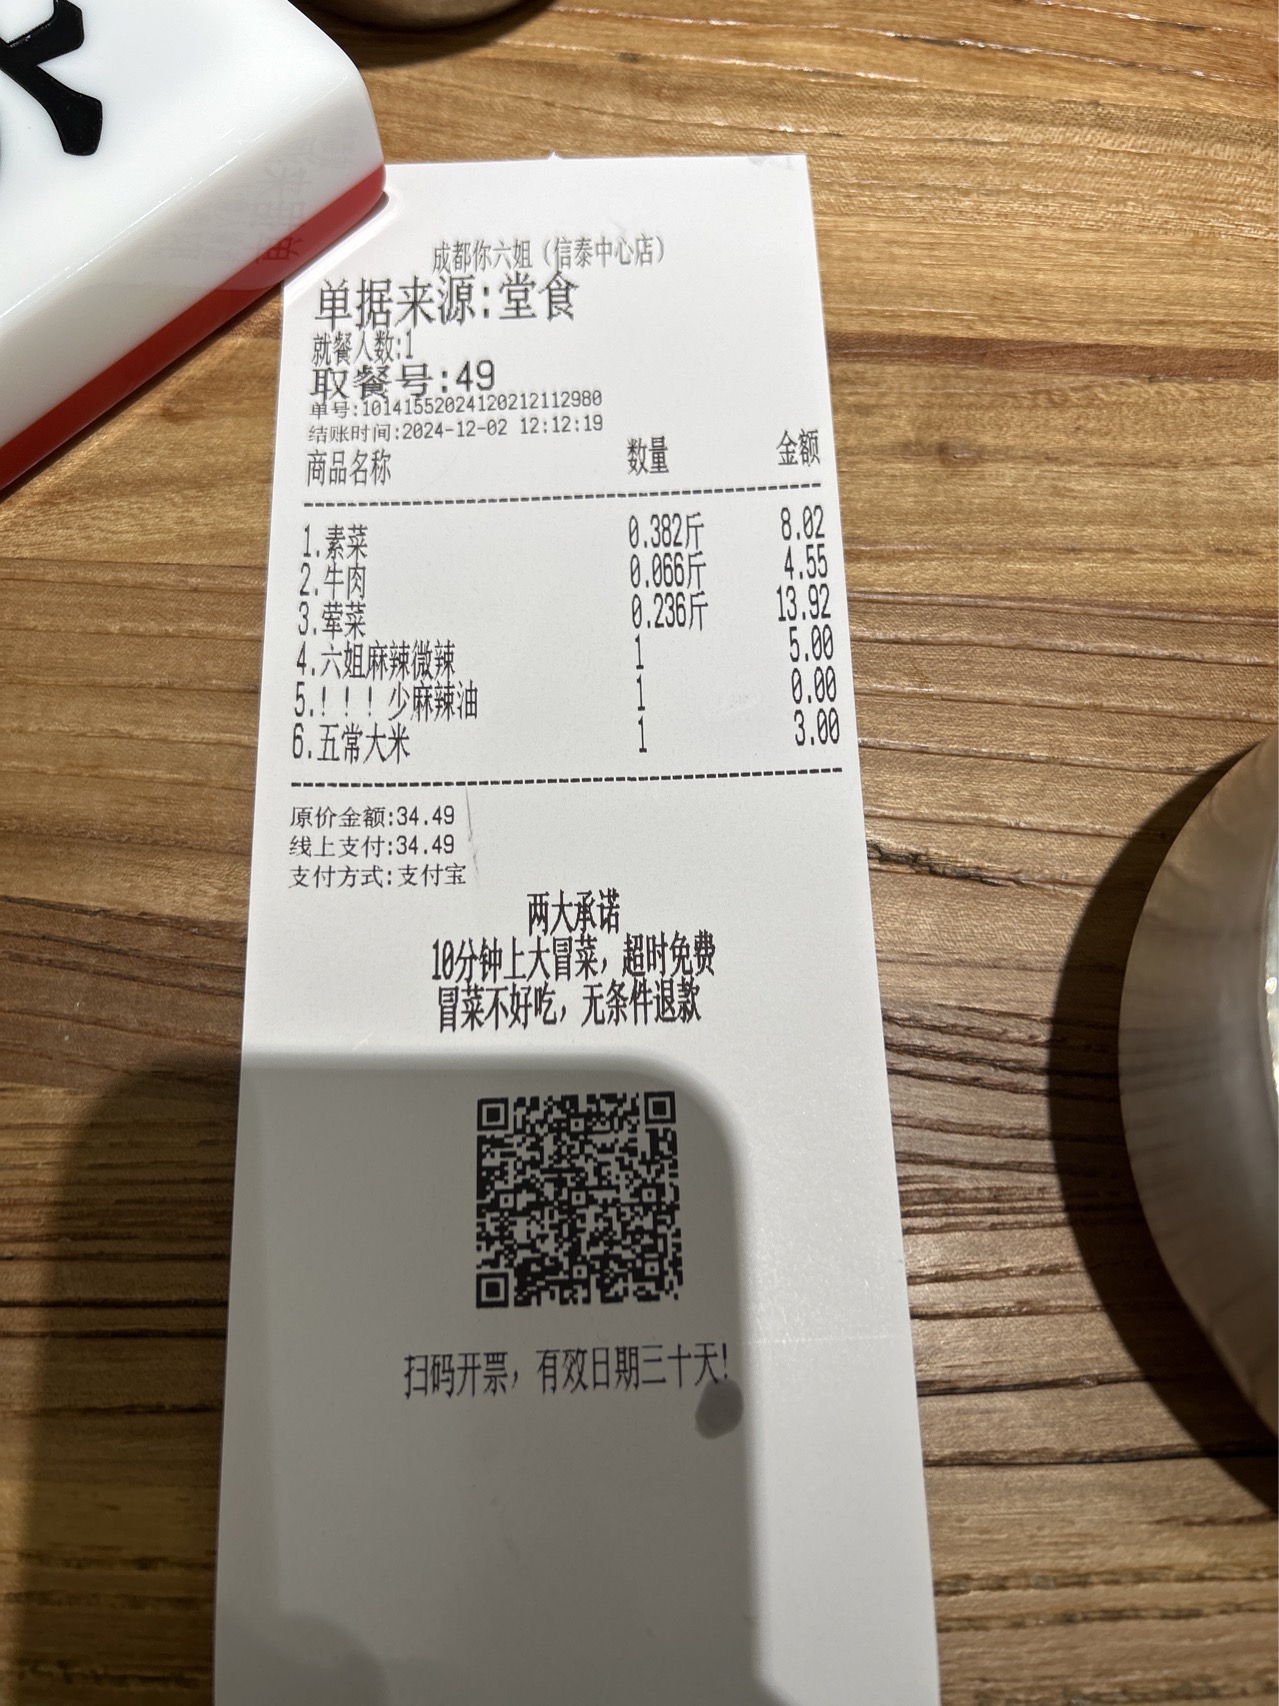 成都你六姐（信泰中心店）
单据来源:堂食
就餐人数:1
取餐号:49
单号:10141552024120212112980
结账时间:2024-12-02 12:12:19
商品名称 数量 金额
1.素菜 0.382斤 8.02
2.牛肉 0.066斤 4.55
3.荤菜 0.236斤 13.92
4.六姐麻辣微辣 1 5.00
5.！！！少麻辣油 1 0.00
6.五常大米 1 3.00
原价金额:34.49
线上支付:34.49
支付方式:支付宝
两大承诺
10分钟上大冒菜，超时免费
冒菜不好吃，无条件退款
扫码开票，有效日期三十天！